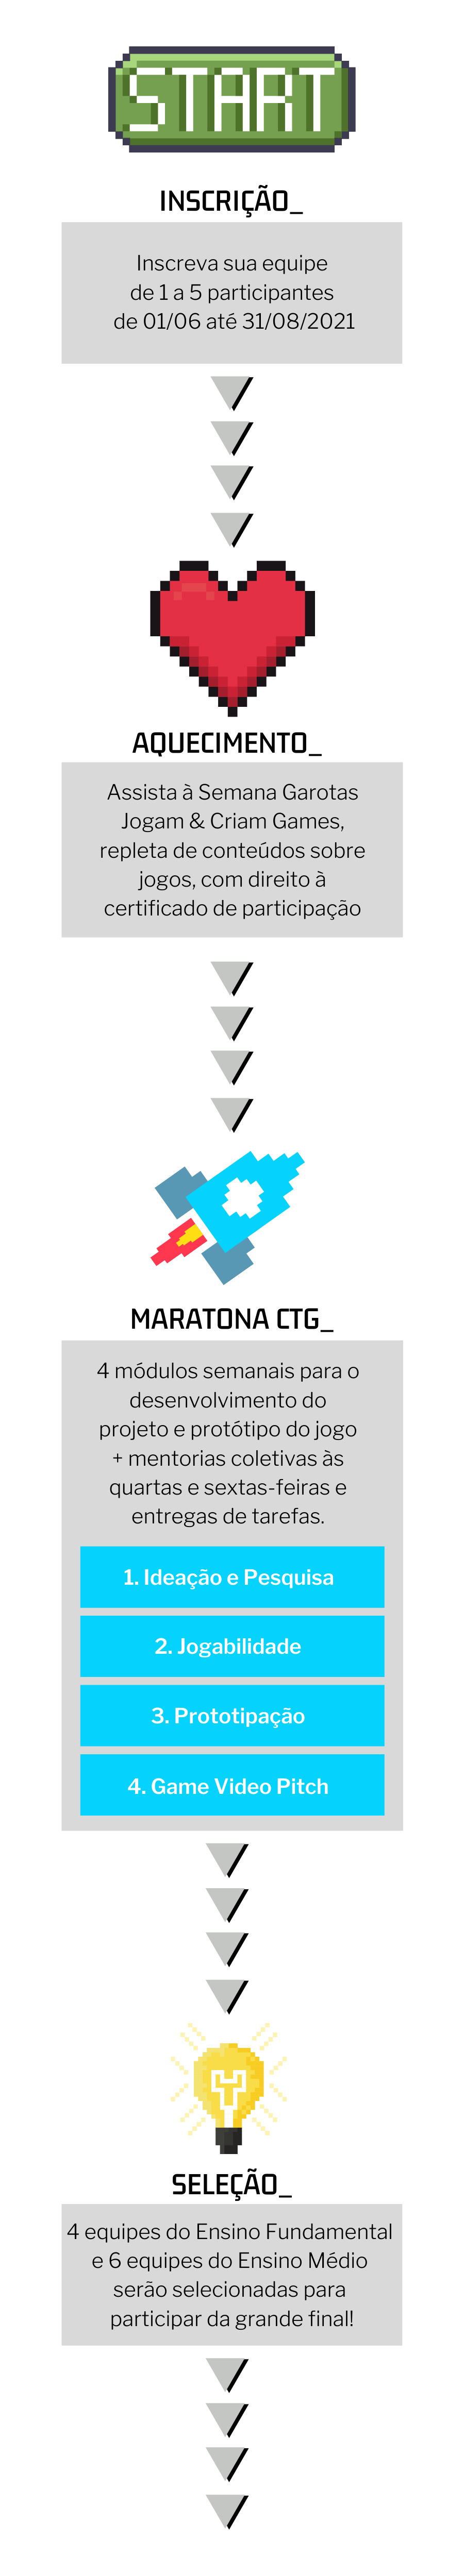 START
INSCRIÇÃO_
Inscreva sua equipe
de 1 a 5 participantes
de 01/06 até 31/08/2021
AQUECIMENTO_
Assista à Semana Garotas
Jogam & Criam Games,
repleta de conteúdos sobre
jogos, com direito à
certificado de participação
MARATONA CTG_
4 módulos semanais para o
desenvolvimento do
projeto e protótipo do jogo
+ mentorias coletivas às
quartas e sextas-feiras e
entregas de tarefas.
1. Ideação e Pesquisa
2. Jogabilidade
3. Prototipação
4. Game Video Pitch
SELEÇÃO_
4 equipes do Ensino Fundamental
e 6 equipes do Ensino Médio
serão selecionadas para
participar da grande final!